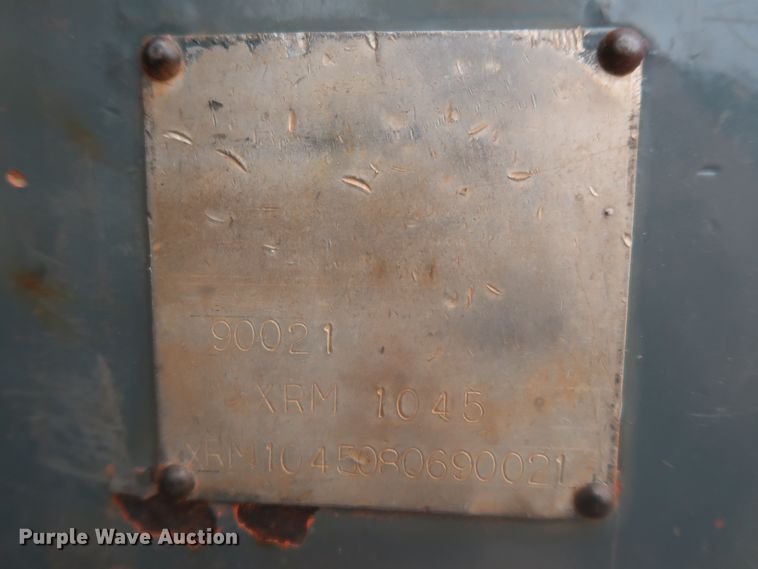 90021
XRM 1045
XRM1045080690021
Purple Wave Auction